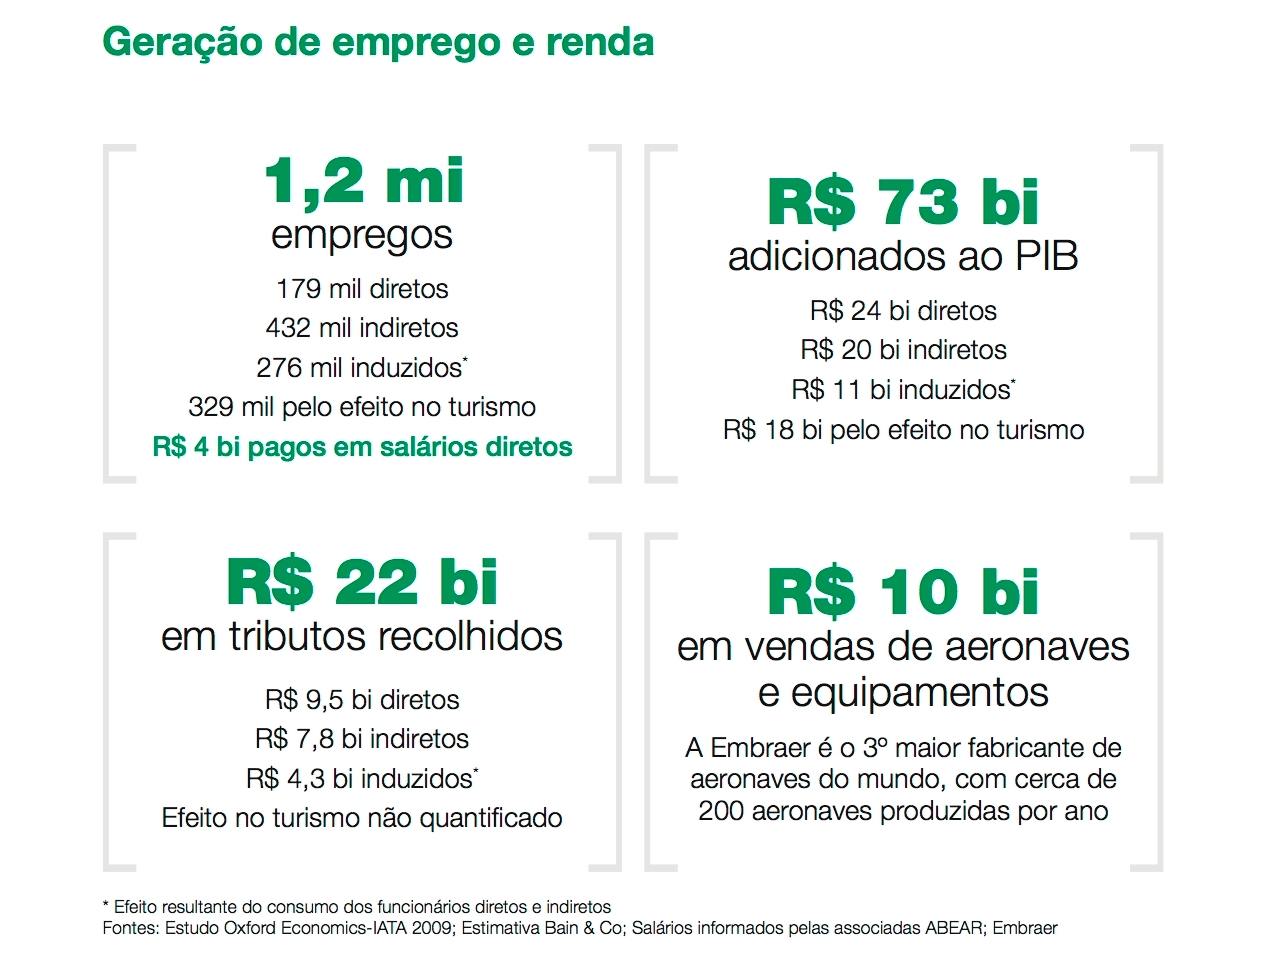 Geração de emprego e renda
1,2 mi
empregos
179 mil diretos
432 mil indiretos
276 mil induzidos*
329 mil pelo efeito no turismo
R$ 4 bi pagos em salários diretos
R$ 73 bi
adicionados ao PIB
R$ 24 bi diretos
R$ 20 bi indiretos
R$ 11 bi induzidos*
R$ 18 bi pelo efeito no turismo
R$ 22 bi
em tributos recolhidos
R$ 9,5 bi diretos
R$ 7,8 bi indiretos
R$ 4,3 bi induzidos*
Efeito no turismo não quantificado
R$ 10 bi
em vendas de aeronaves
e equipamentos
A Embraer é o 3º maior fabricante de
aeronaves do mundo, com cerca de
200 aeronaves produzidas por ano
* Efeito resultante do consumo dos funcionários diretos e indiretos
Fontes: Estudo Oxford Economics-IATA 2009; Estimativa Bain & Co; Salários informados pelas associadas ABEAR; Embraer